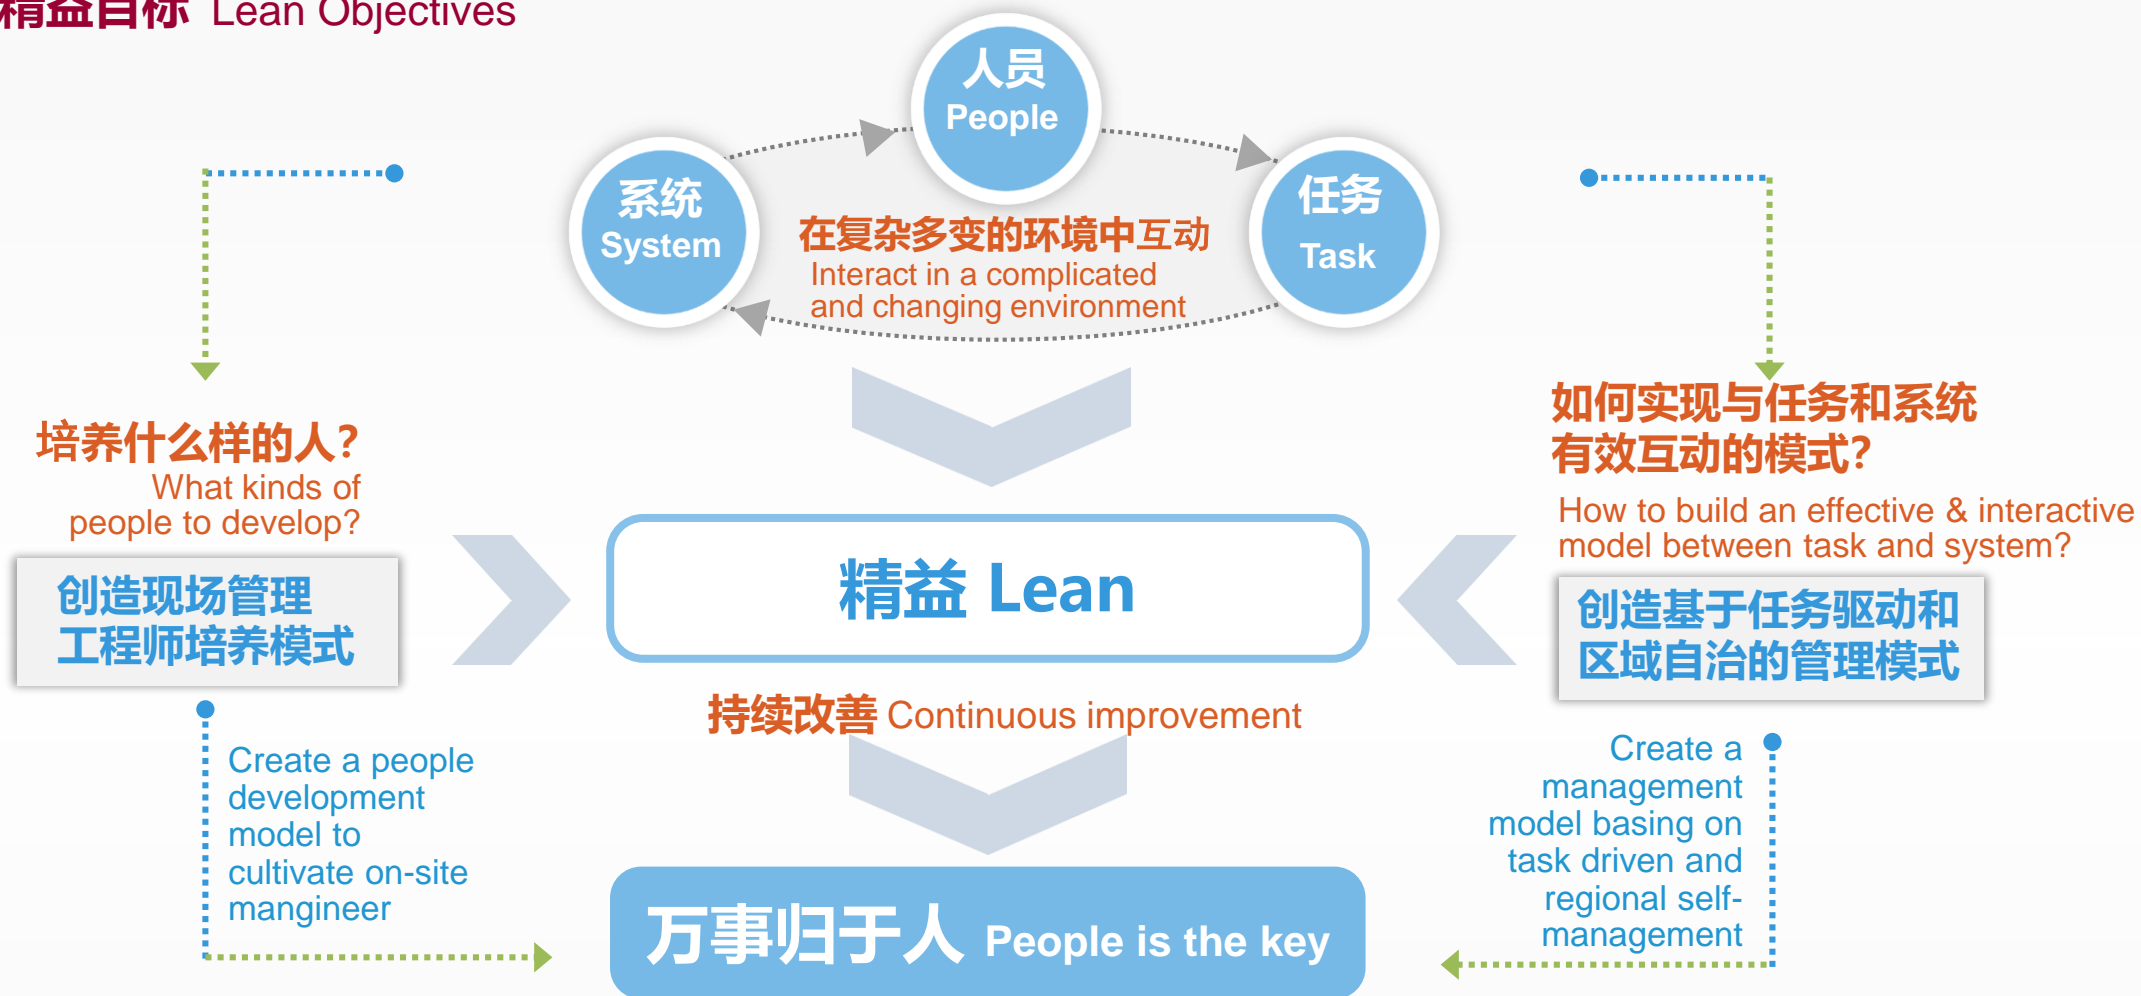 精益目标 Lean Objectives
人员
People
系统
System
任务
Task
在复杂多变的环境中互动
Interact in a complicated
and changing environment
培养什么样的人？
What kinds of
people to develop?
创造现场管理
工程师培养模式
Create a people
development
model to
cultivate on-site
mangineer
精益 Lean
持续改善 Continuous improvement
如何实现与任务和系统
有效互动的模式？
How to build an effective & interactive
model between task and system?
创造基于任务驱动和
区域自治的管理模式
Create a
management
model basing on
task driven and
regional self-
management
万事归于人 People is the key